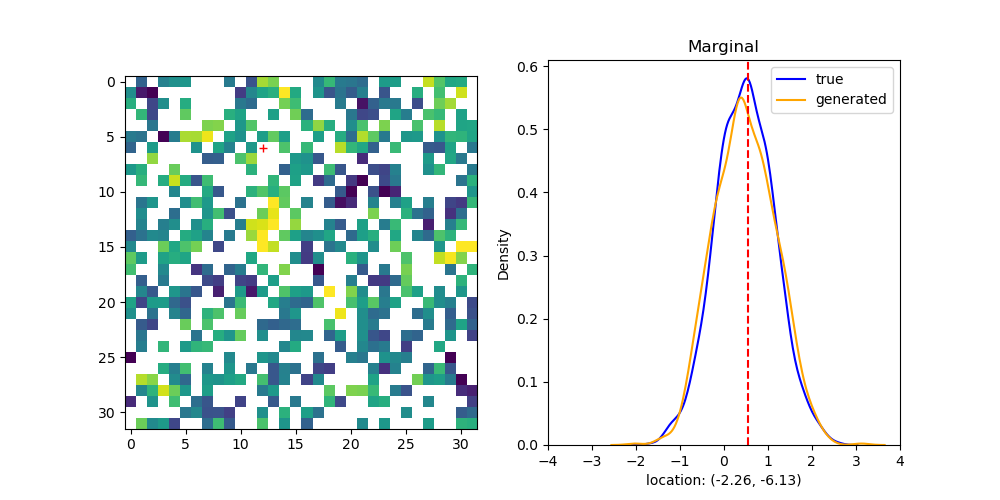 Marginal
true
generated
Density
0.6
0.5
0.4
0.3
0.2
0.1
0.0
−4 −3 −2 −1 0 1 2 3 4
location: (-2.26, -6.13)
0
5
10
15
20
25
30
0 5 10 15 20 25 30